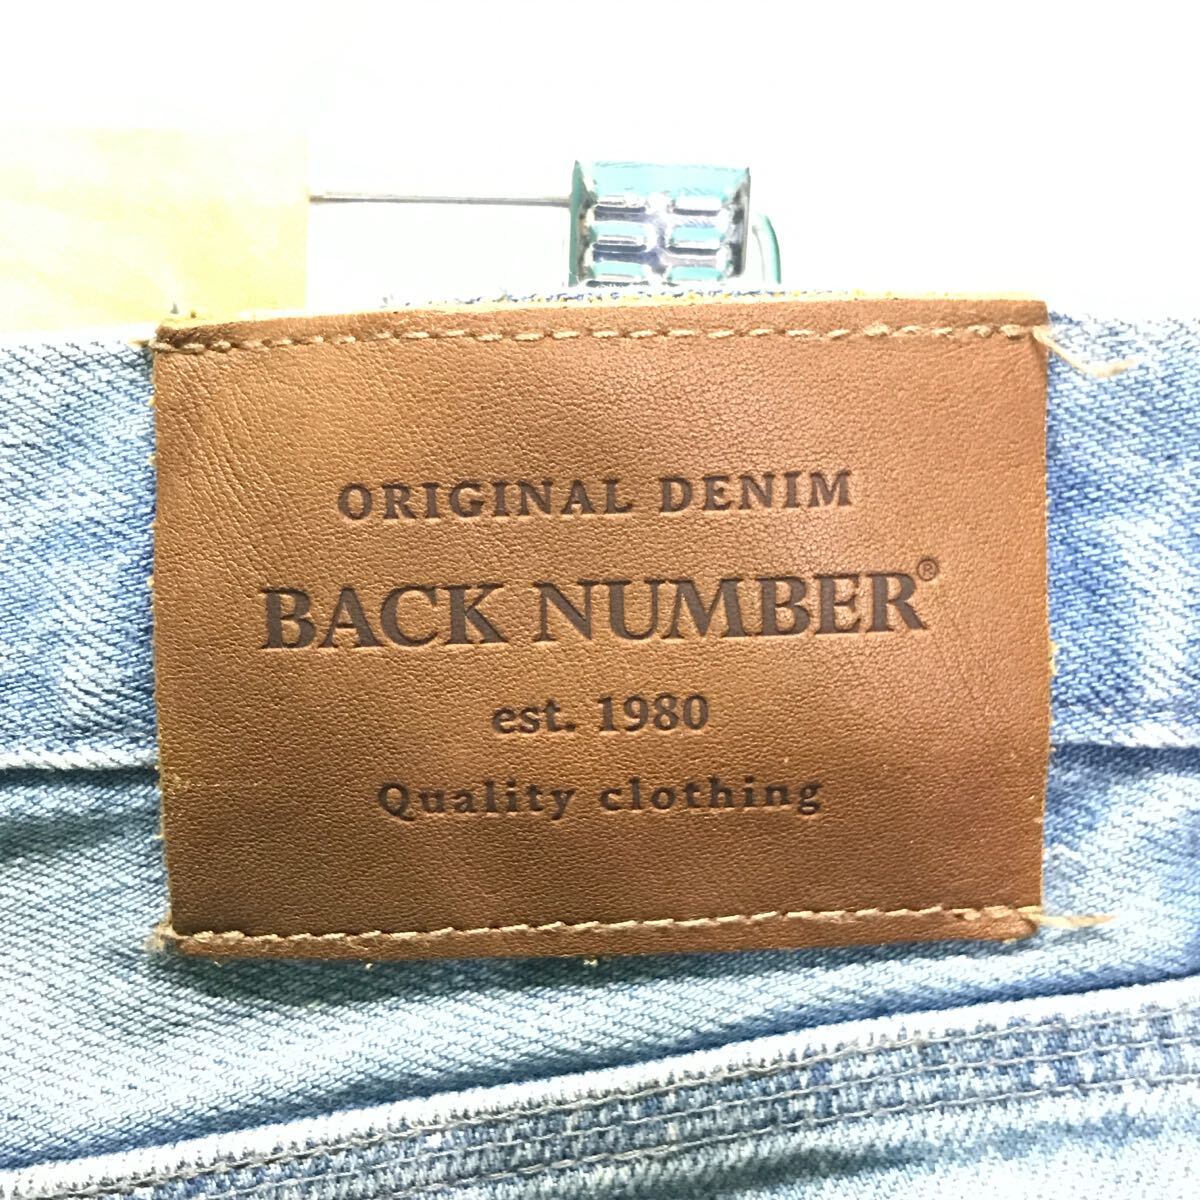 ORIGINAL DENIM
BACK NUMBER®
est. 1980
Quality clothing